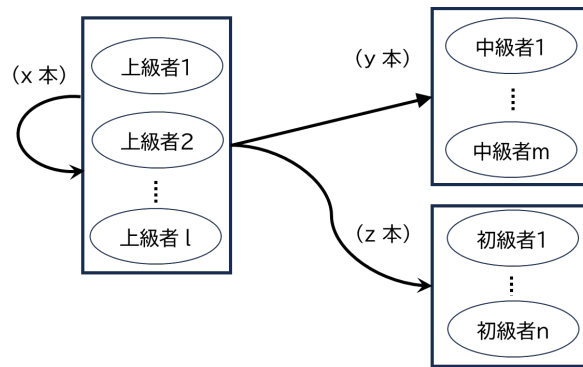 (x 本)
上級者1
上級者2
上級者 l
(y 本)
中級者1
中級者m
(z 本)
初級者1
初級者n